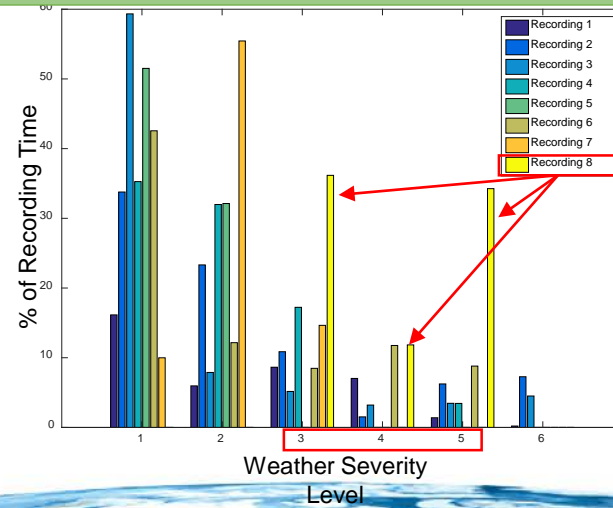 60
50
40
30
20
10
0
% of Recording Time
Recording 1
Recording 2
Recording 3
Recording 4
Recording 5
Recording 6
Recording 7
Recording 8
1 2 3 4 5 6
Weather Severity
Level